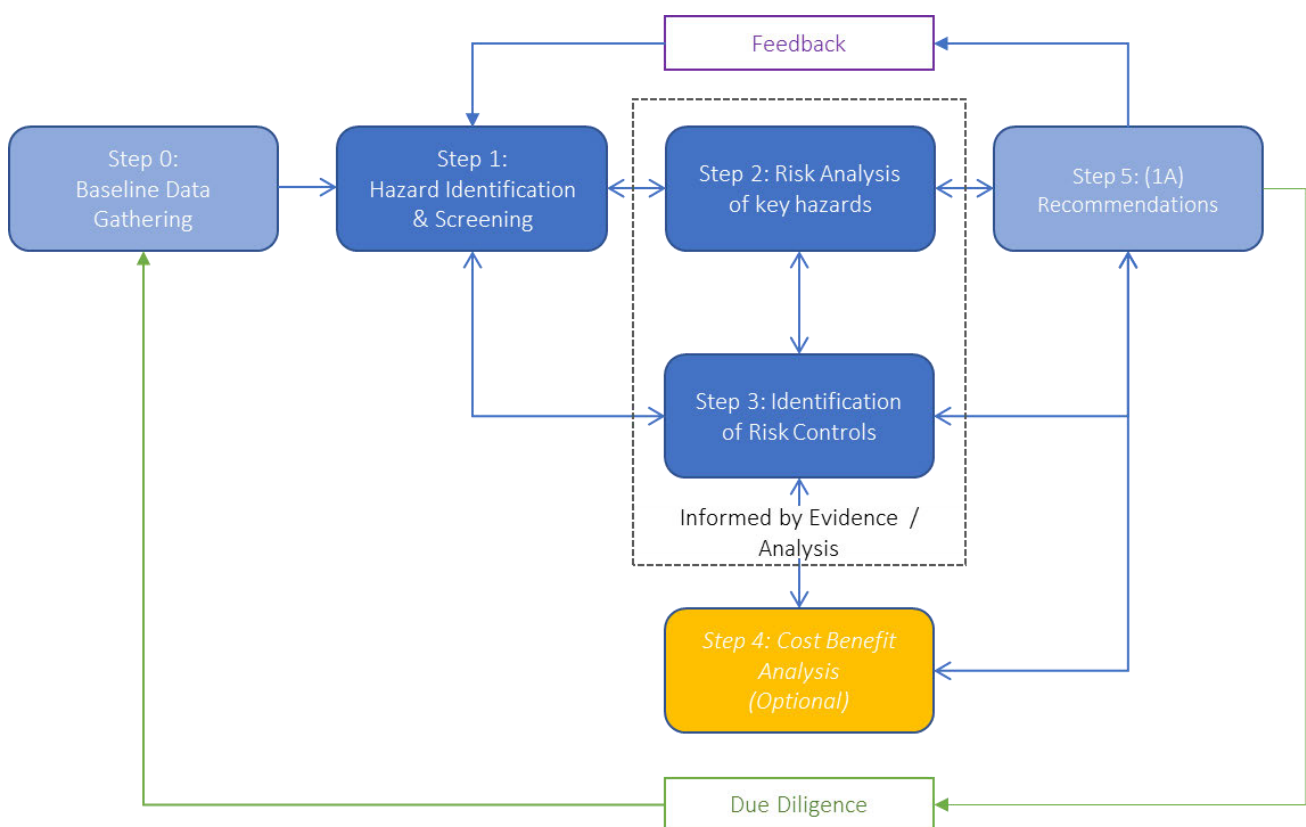 Feedback
Step 0:
Baseline Data
Gathering
Step 1:
Hazard Identification
& Screening
Step 2: Risk Analysis
of key hazards
Step 5: (1A)
Recommendations
Step 3: Identification
of Risk Controls
Informed by Evidence /
Analysis
Step 4: Cost Benefit
Analysis
(Optional)
Due Diligence